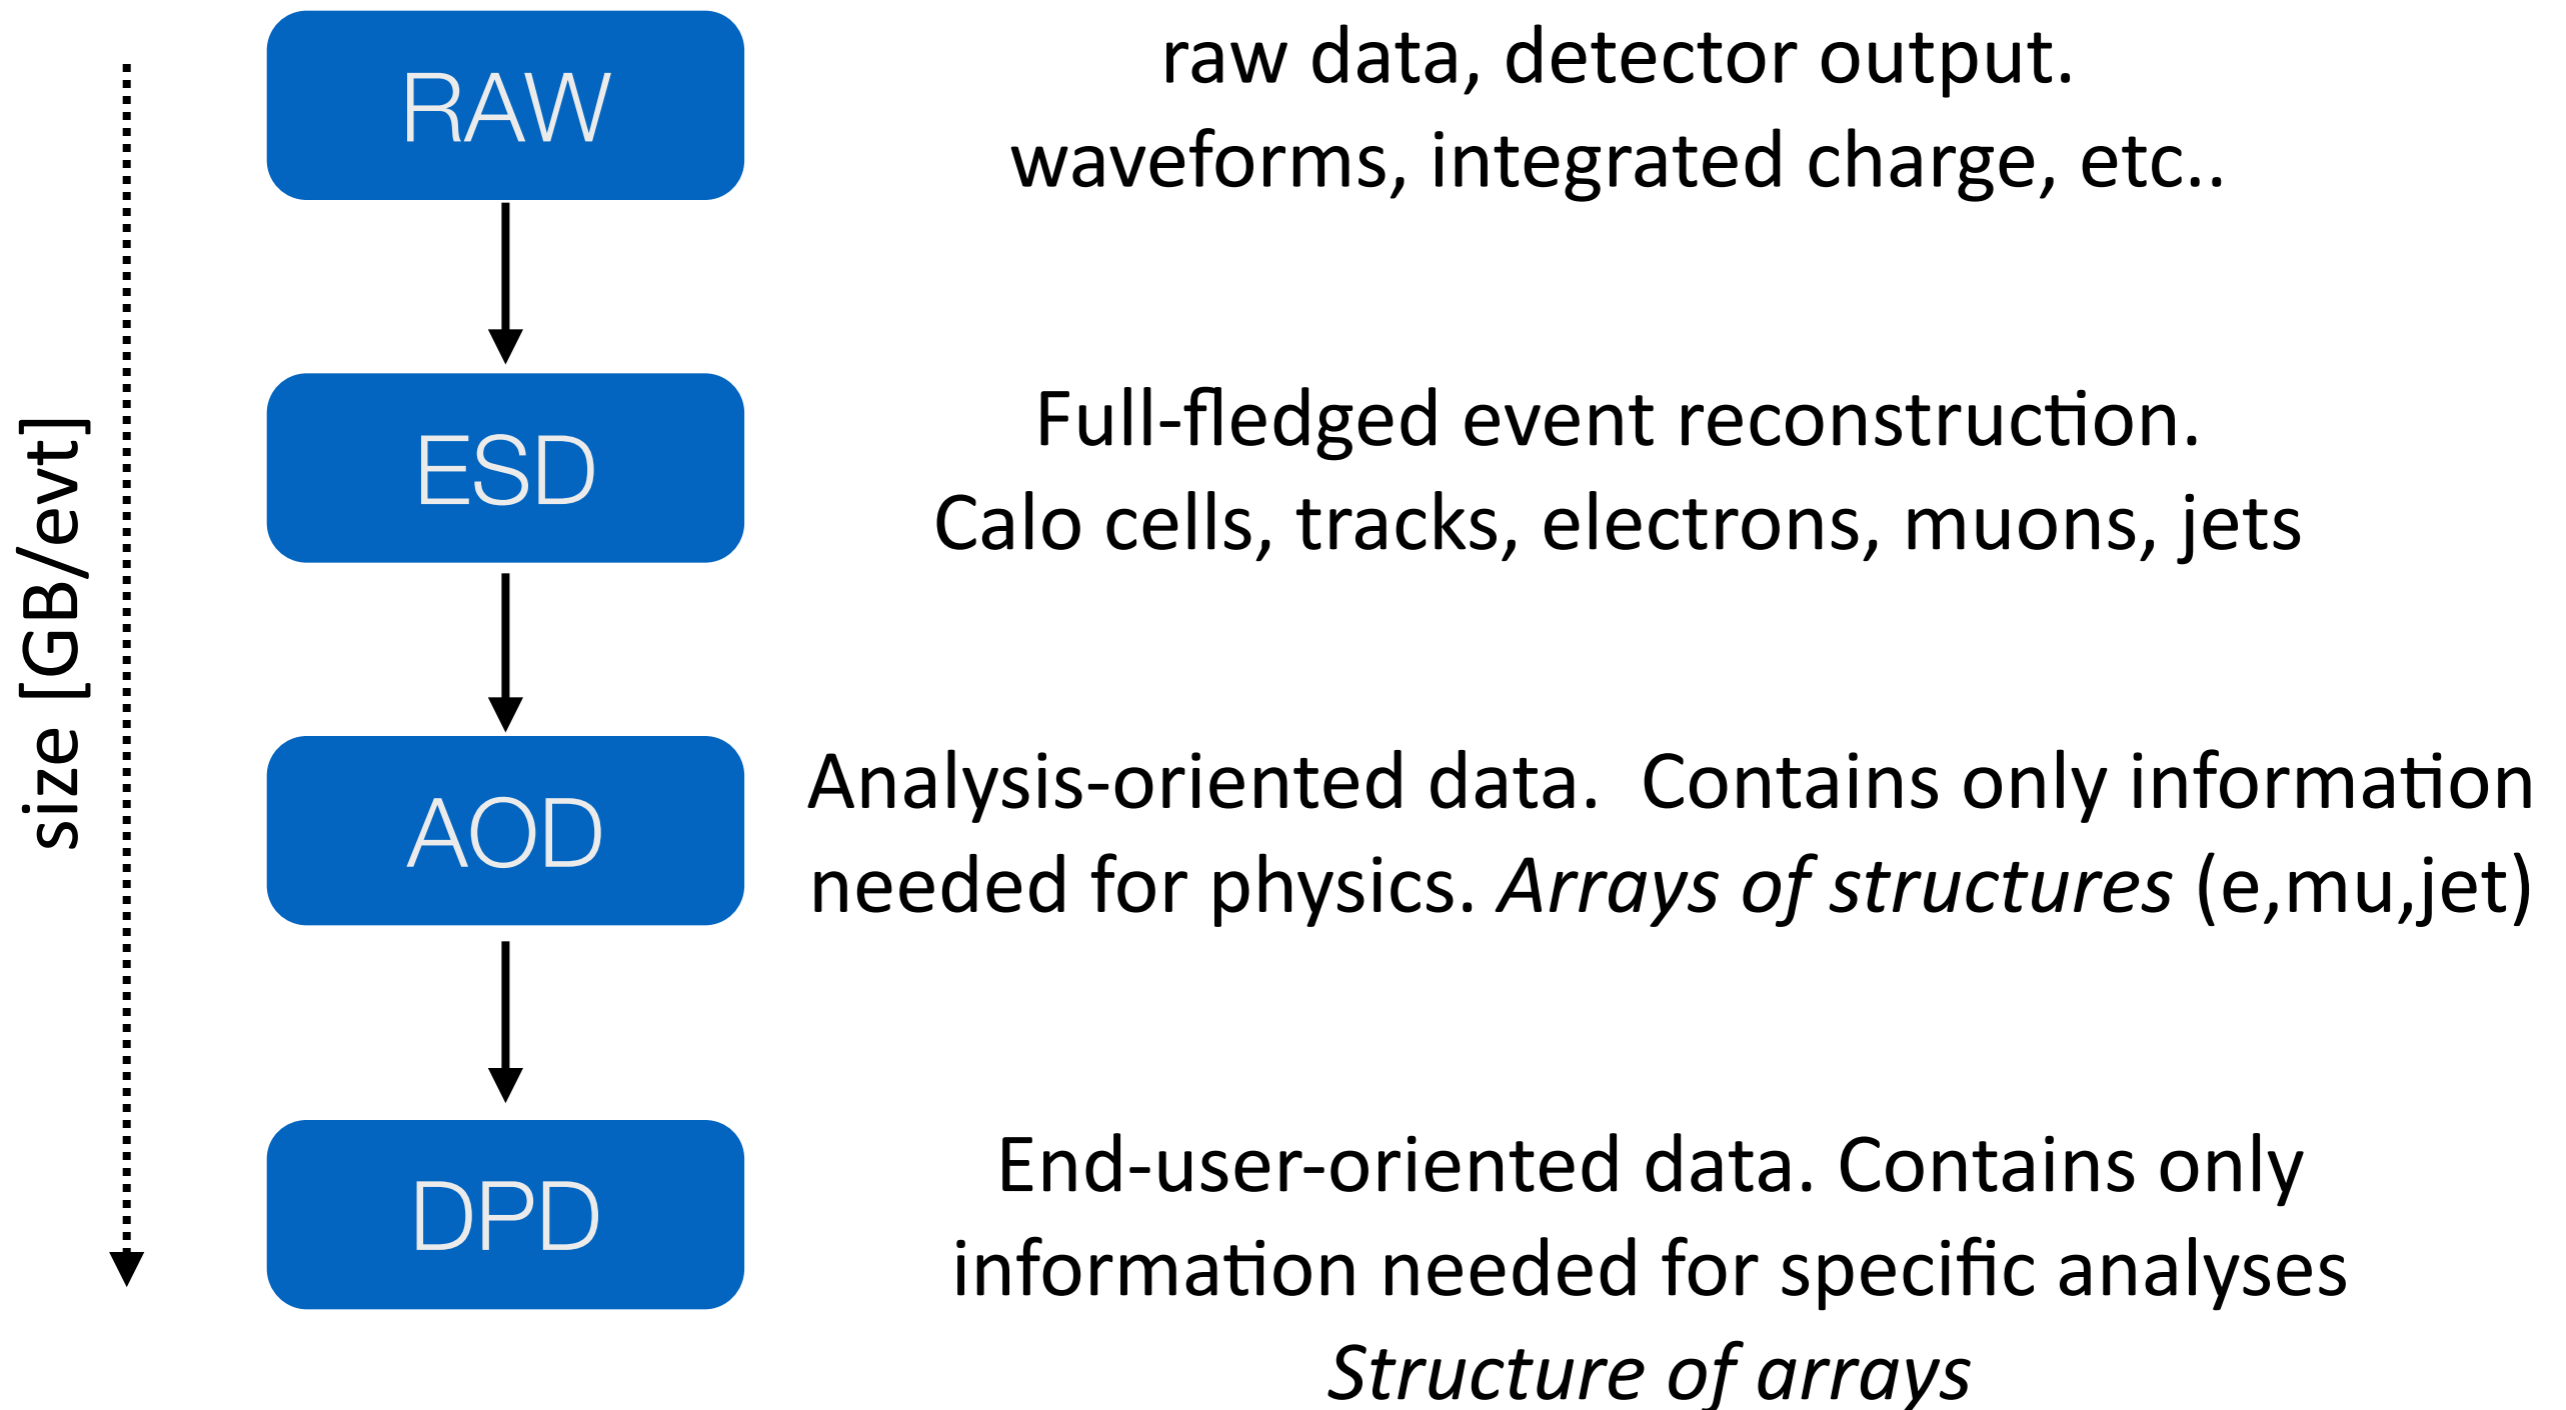 size [GB/evt]
RAW
raw data, detector output.
waveforms, integrated charge, etc..
ESD
Full-fledged event reconstruction.
Calo cells, tracks, electrons, muons, jets
AOD
Analysis-oriented data.  Contains only information
needed for physics. Arrays of structures (e,mu,jet)
DPD
End-user-oriented data. Contains only
information needed for specific analyses
Structure of arrays